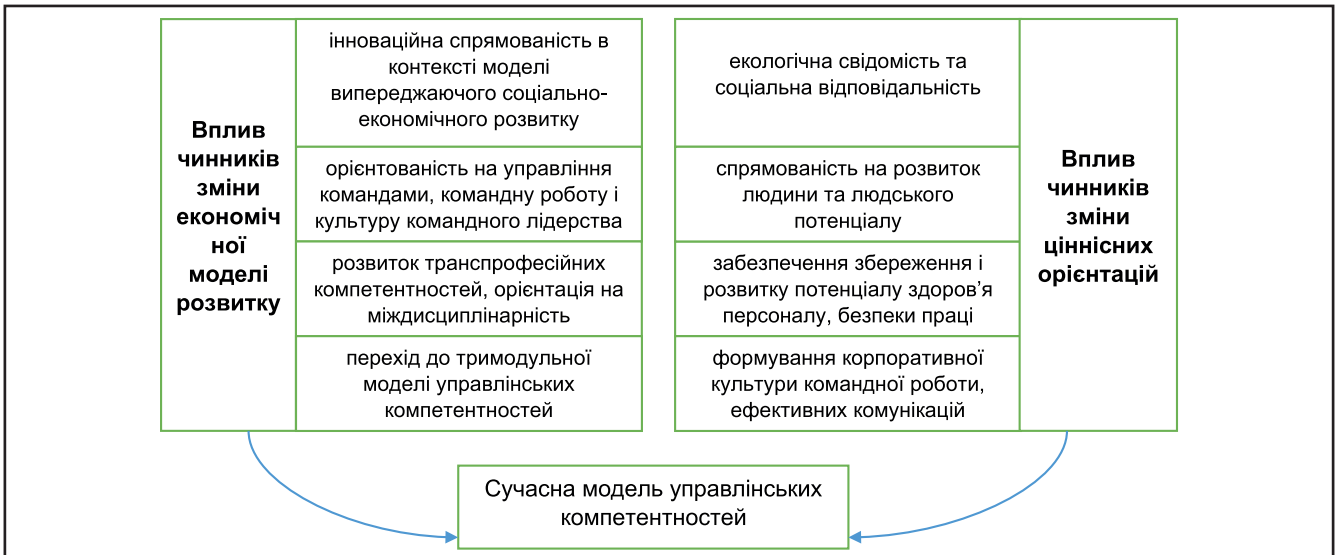 Вплив
чинників
зміни
економіч
ної
моделі
розвитку
інноваційна спрямованість в
контексті моделі
випереджаючого соціально-
економічного розвитку
орієнтованість на управління
командами, командну роботу і
культуру командного лідерства
розвиток транспрофесійних
компетентностей, орієнтація на
міждисциплінарність
перехід до тримодульної
моделі управлінських
компетентностей
екологічна свідомість та
соціальна відповідальність
спрямованість на розвиток
людини та людського
потенціалу
забезпечення збереження і
розвитку потенціалу здоров’я
персоналу, безпеки праці
формування корпоративної
культури командної роботи,
ефективних комунікацій
Вплив
чинників
зміни
ціннісних
орієнтацій
Сучасна модель управлінських
компетентностей